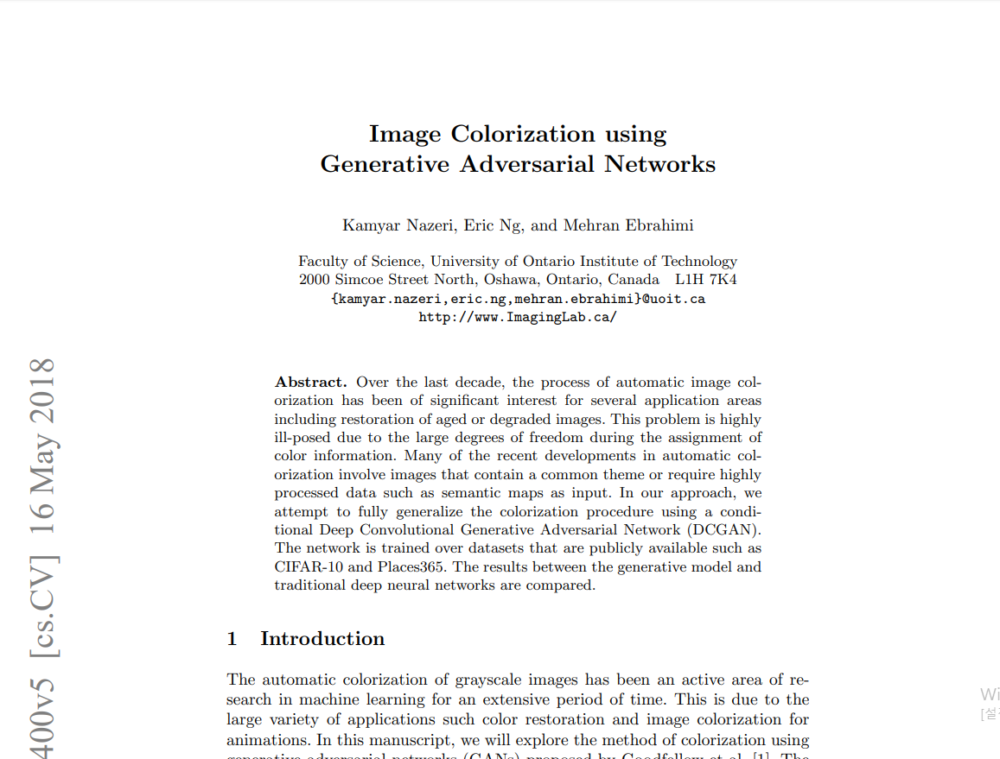 Image Colorization using
Generative Adversarial Networks
Kamyar Nazeri, Eric Ng, and Mehran Ebrahimi
Faculty of Science, University of Ontario Institute of Technology
2000 Simcoe Street North, Oshawa, Ontario, Canada L1H 7K4
{kamyar.nazeri,eric.ng,mehran.ebrahimi}@uoit.ca
http://www.ImagingLab.ca/
Abstract. Over the last decade, the process of automatic image col-
orization has been of significant interest for several application areas
including restoration of aged or degraded images. This problem is highly
ill-posed due to the large degrees of freedom during the assignment of
color information. Many of the recent developments in automatic col-
orization involve images that contain a common theme or require highly
processed data such as semantic maps as input. In our approach, we
attempt to fully generalize the colorization procedure using a condi-
tional Deep Convolutional Generative Adversarial Network (DCGAN).
The network is trained over datasets that are publicly available such as
CIFAR-10 and Places365. The results between the generative model and
traditional deep neural networks are compared.
1 Introduction
The automatic colorization of grayscale images has been an active area of re-
search in machine learning for an extensive period of time. This is due to the
large variety of applications such color restoration and image colorization for
animations. In this manuscript, we will explore the method of colorization using
generative adversarial networks (GANs) proposed by Goodfellow et al. [1]. The
400v5 [cs.CV] 16 May 2018
Wi